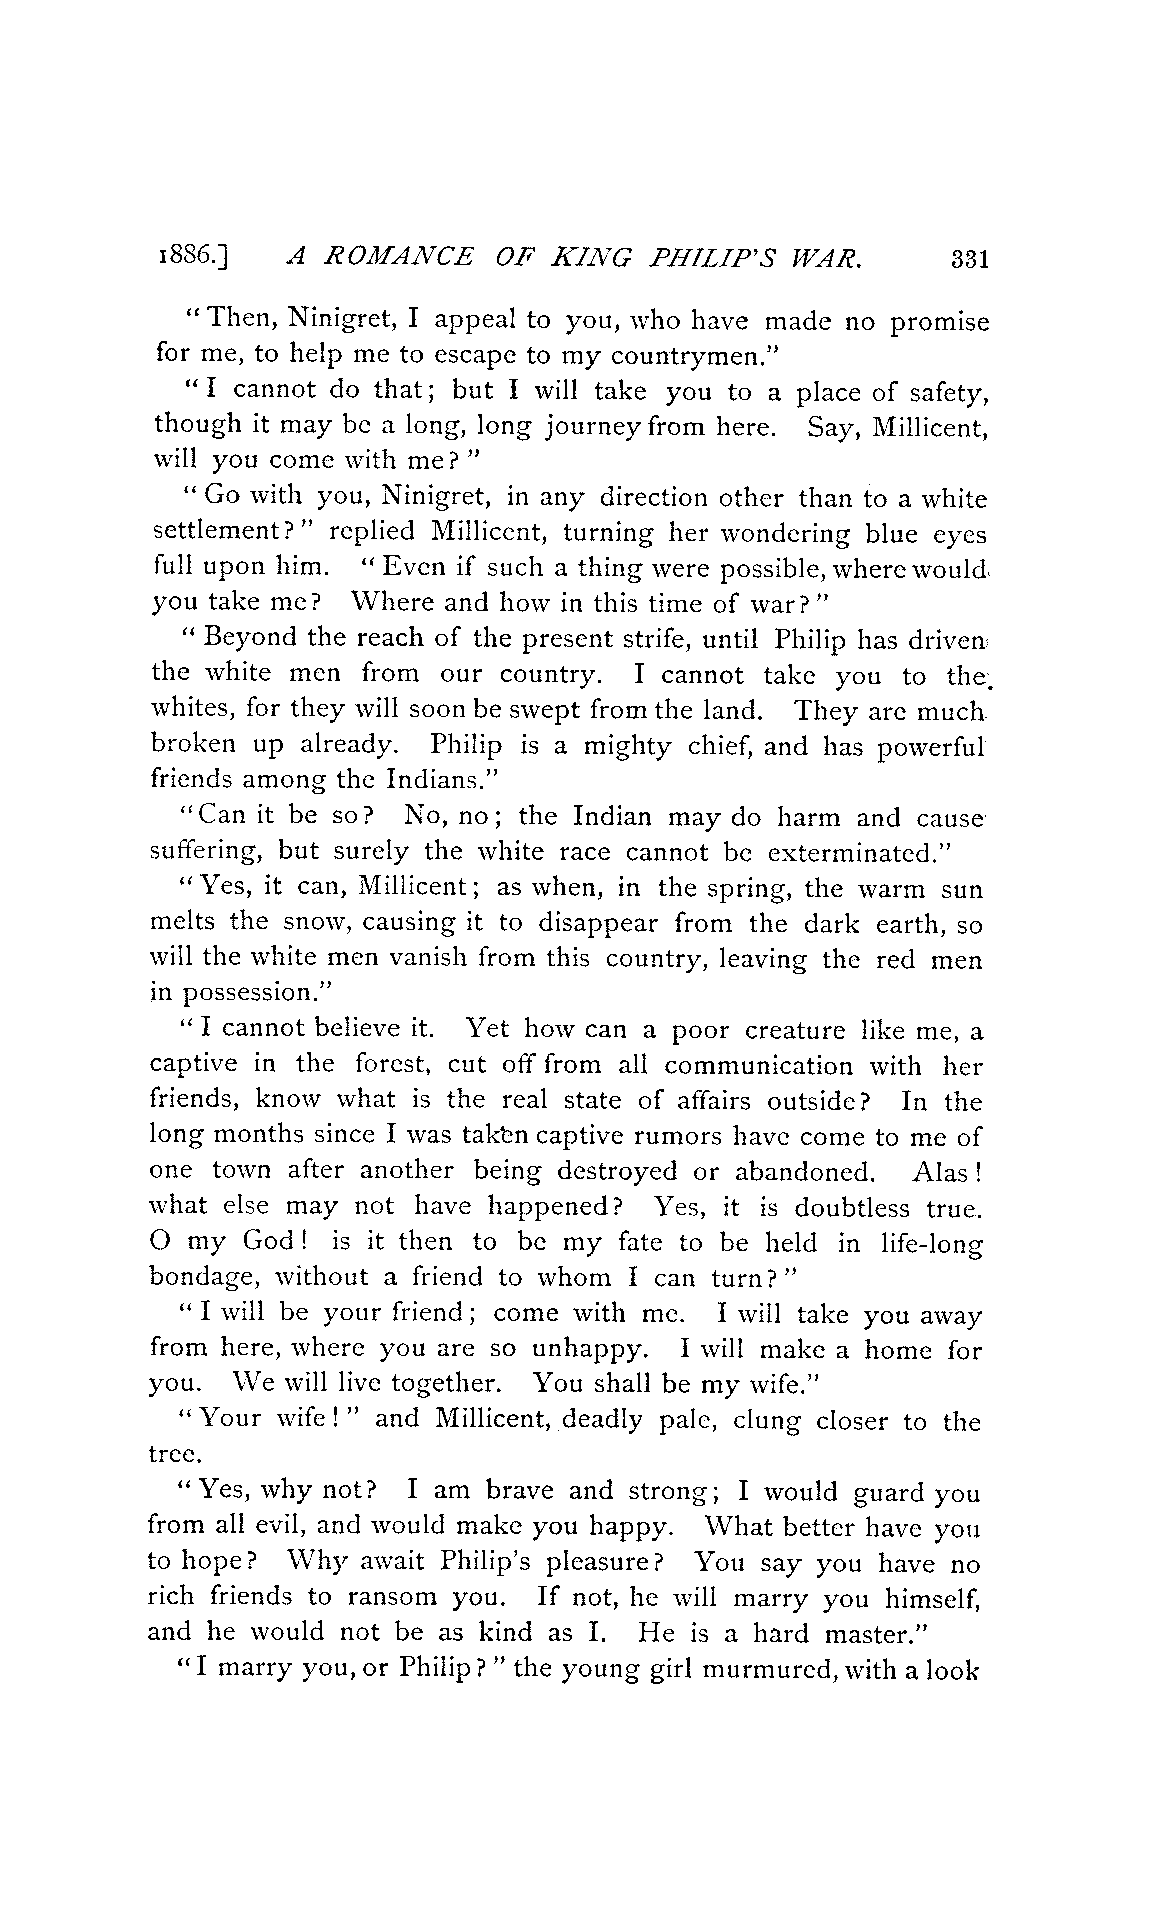 1886.] A ROMANCE OF KING PHILIP'S WAR. 331
"Then, Ninigret, I appeal to you, who have made no promise
for me, to help me to escape to my countrymen."
"I cannot do that; but I will take you to a place of safety,
though it may be a long, long journey from here. Say, Millicent,
will you come with me?"
"Go with you, Ninigret, in any direction other than to a white
settlement?" replied Millicent, turning her wondering blue eyes
full upon him. "Even if such a thing were possible, where would
you take me? Where and how in this time of war?"
"Beyond the reach of the present strife, until Philip has driven
the white men from our country. I cannot take you to the
whites, for they will soon be swept from the land. They are much
broken up already. Philip is a mighty chief, and has powerful
friends among the Indians."
"Can it be so? No, no; the Indian may do harm and cause
suffering, but surely the white race cannot be exterminated."
"Yes, it can, Millicent; as when, in the spring, the warm sun
melts the snow, causing it to disappear from the dark earth, so
will the white men vanish from this country, leaving the red men
in possession."
"I cannot believe it. Yet how can a poor creature like me, a
captive in the forest, cut off from all communication with her
friends, know what is the real state of affairs outside? In the
long months since I was taken captive rumors have come to me of
one town after another being destroyed or abandoned. Alas!
what else may not have happened? Yes, it is doubtless true.
O my God! is it then to be my fate to be held in life-long
bondage, without a friend to whom I can turn?"
"I will be your friend; come with me. I will take you away
from here, where you are so unhappy. I will make a home for
you. We will live together. You shall be my wife."
"Your wife!" and Millicent, deadly pale, clung closer to the
tree.
"Yes, why not? I am brave and strong; I would guard you
from all evil, and would make you happy. What better have you
to hope? Why await Philip's pleasure? You say you have no
rich friends to ransom you. If not, he will marry you himself,
and he would not be as kind as I. He is a hard master."
"I marry you, or Philip?" the young girl murmured, with a look